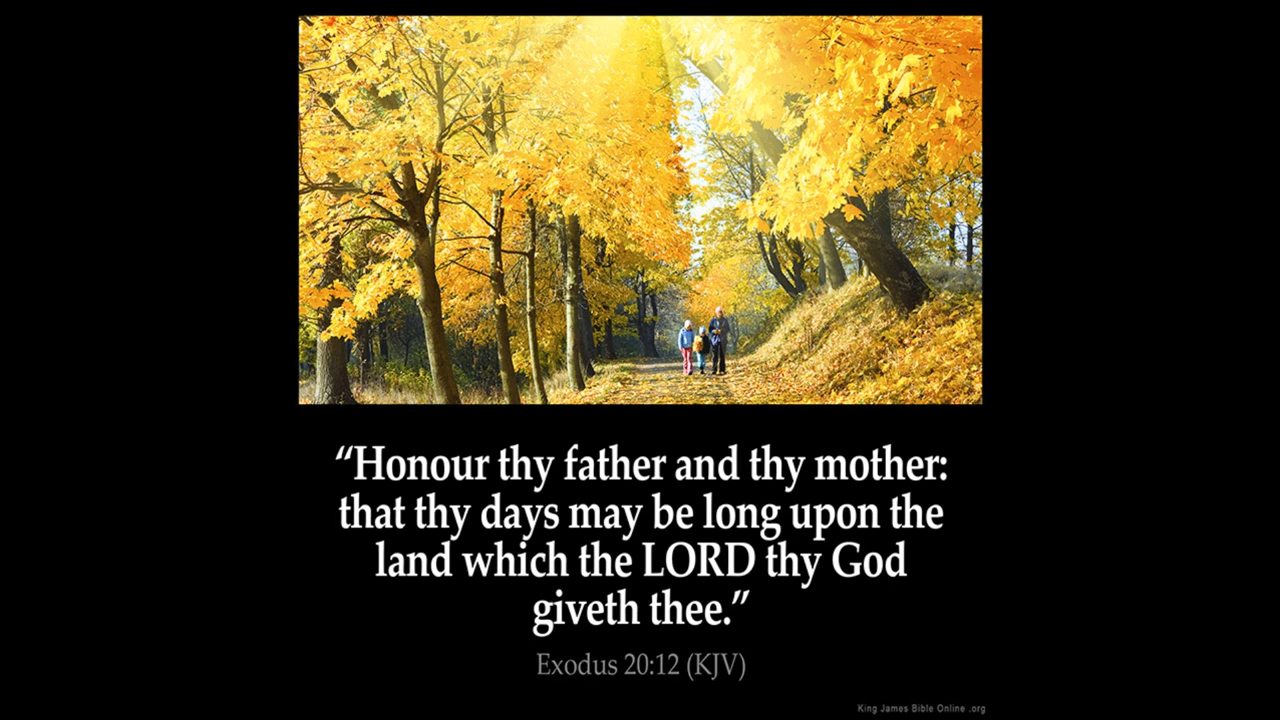 “Honour thy father and thy mother:
that thy days may be long upon the
land which the LORD thy God
giveth thee.”
Exodus 20:12 (KJV)
King James Bible Online .org